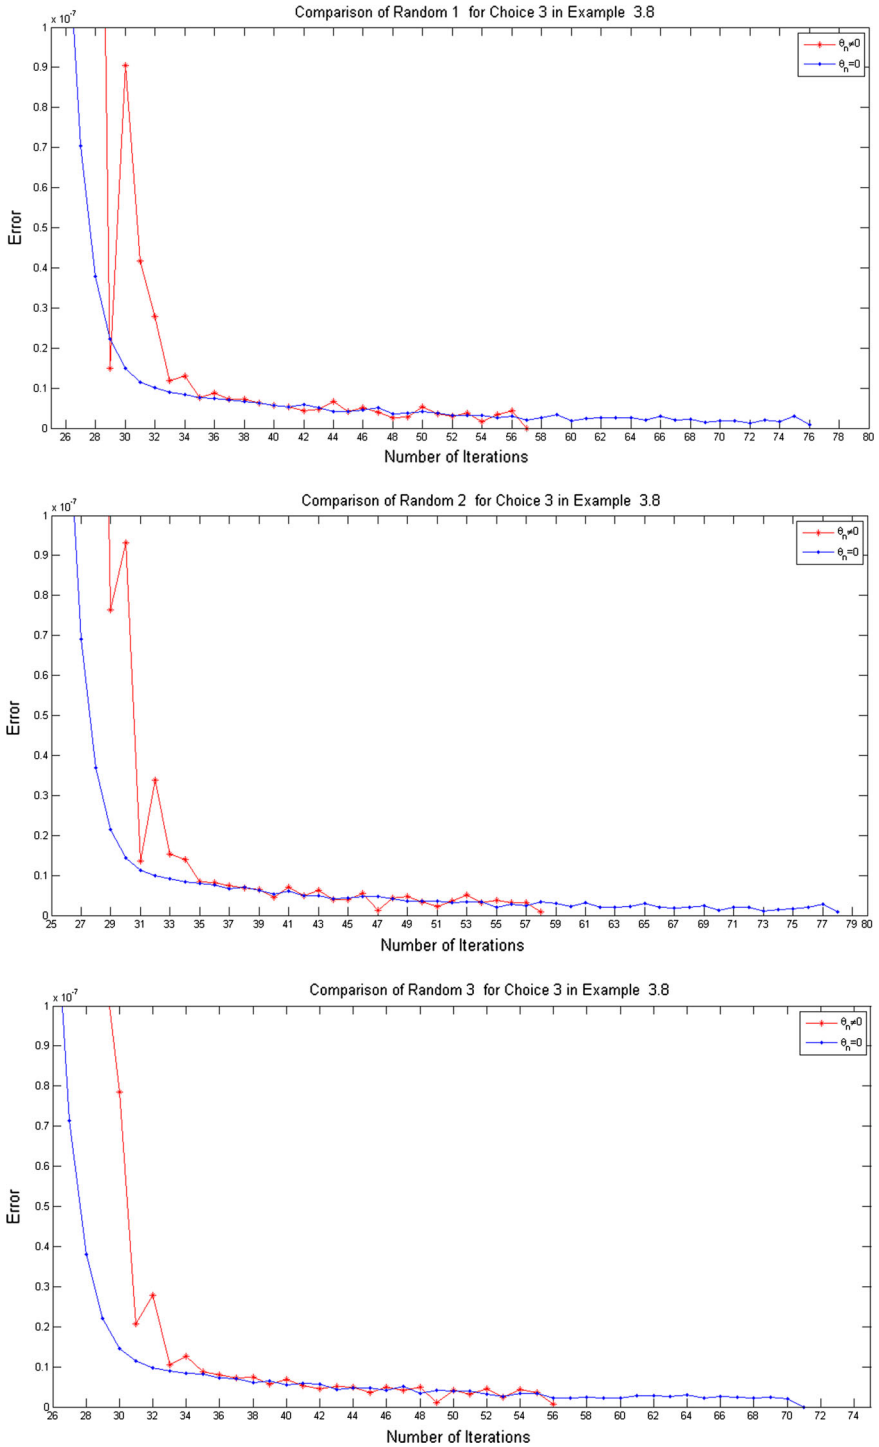 Comparison of Random 1 for Choice 3 in Example 3.8
x 10^-7
1
0.9
0.8
0.7
0.6
0.5
0.4
0.3
0.2
0.1
0
Error
θn≠0
θn=0
26 28 30 32 34 36 38 40 42 44 46 48 50 52 54 56 58 60 62 64 66 68 70 72 74 76 78 80
Number of Iterations
Comparison of Random 2 for Choice 3 in Example 3.8
x 10^-7
1
0.9
0.8
0.7
0.6
0.5
0.4
0.3
0.2
0.1
0
Error
θn≠0
θn=0
25 27 29 31 33 35 37 39 41 43 45 47 49 51 53 55 57 59 61 63 65 67 69 71 73 75 77 79 80
Number of Iterations
Comparison of Random 3 for Choice 3 in Example 3.8
x 10^-7
1
0.9
0.8
0.7
0.6
0.5
0.4
0.3
0.2
0.1
0
Error
θn≠0
θn=0
26 28 30 32 34 36 38 40 42 44 46 48 50 52 54 56 58 60 62 64 66 68 70 72 74
Number of Iterations